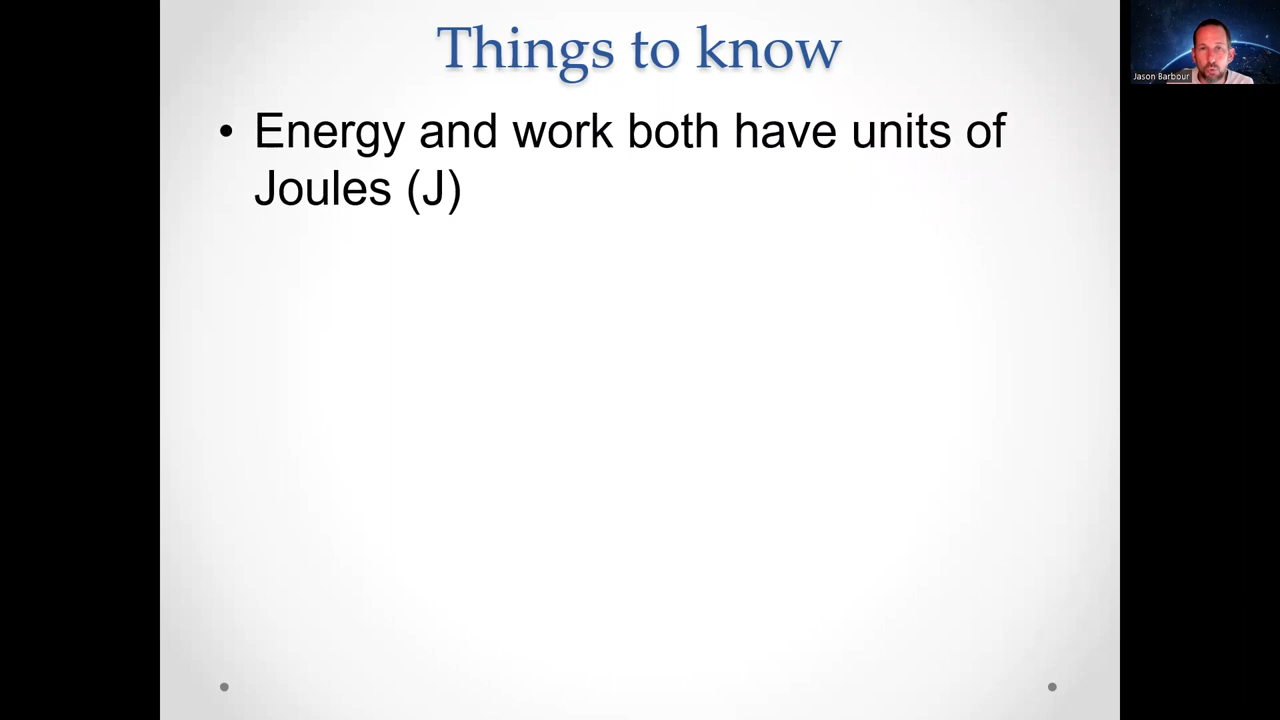 Things to know
• Energy and work both have units of
Joules (J)
Jason Barbour